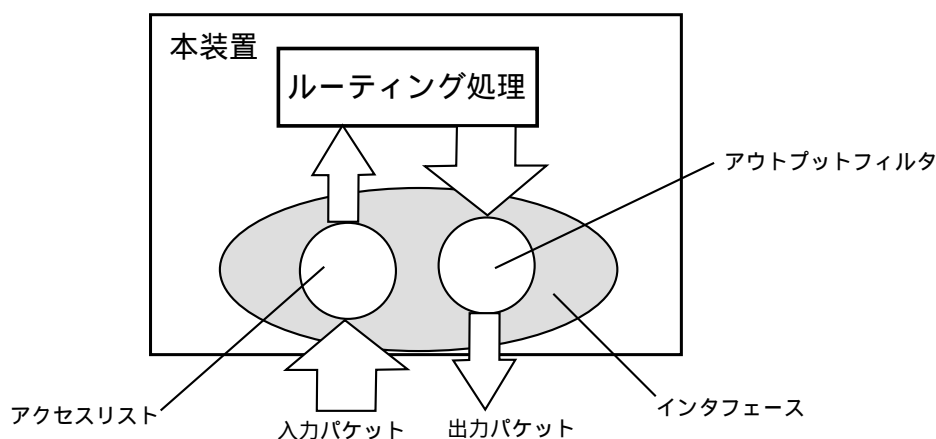 本装置
ルーティング処理
アウトプットフィルタ
アクセスリスト
入力パケット
出力パケット
インタフェース